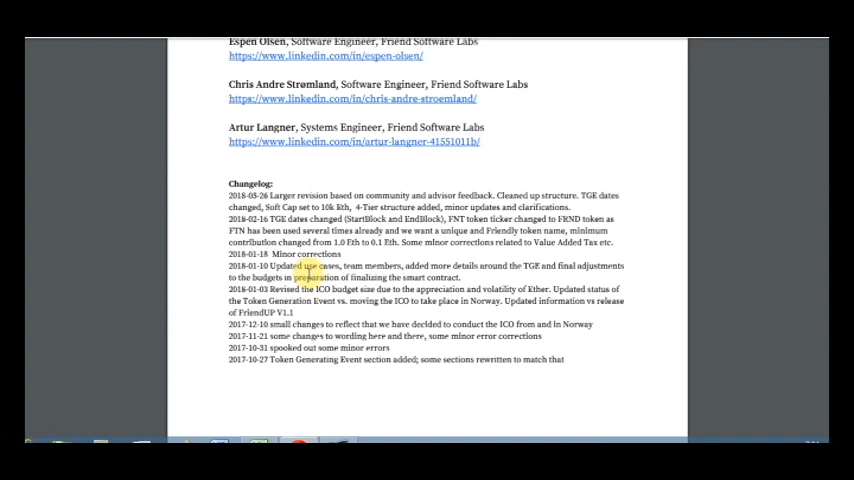 Espen Olsen, Software Engineer, Friend Software Labs
https://www.linkedin.com/in/espen-olsen/
Chris Andre Strømland, Software Engineer, Friend Software Labs
https://www.linkedin.com/in/chris-andre-stroemland/
Artur Langner, Systems Engineer, Friend Software Labs
https://www.linkedin.com/in/artur-langner-41551011b/
Changelog:
2018-03-26 Larger revision based on community and advisor feedback. Cleaned up structure. TGE dates
changed, Soft Cap set to 10k Eth, 4-Tier structure added, minor updates and clarifications.
2018-02-16 TGE dates changed (StartBlock and EndBlock), FNT token ticker changed to FRND token as
FTN has been used several times already and we want a unique and Friendly token name, minimum
contribution changed from 1.0 Eth to 0.1 Eth. Some minor corrections related to Value Added Tax etc.
2018-01-18 Minor corrections
2018-01-10 Updated use cases, team members, added more details around the TGE and final adjustments
to the budgets in preparation of finalizing the smart contract.
2018-01-03 Revised the ICO budget size due to the appreciation and volatility of Ether. Updated status of
the Token Generation Event vs. moving the ICO to take place in Norway. Updated information vs release
of FriendUP V1.1
2017-12-10 small changes to reflect that we have decided to conduct the ICO from and in Norway
2017-11-21 some changes to wording here and there, some minor error corrections
2017-10-31 spooked out some minor errors
2017-10-27 Token Generating Event section added; some sections rewritten to match that